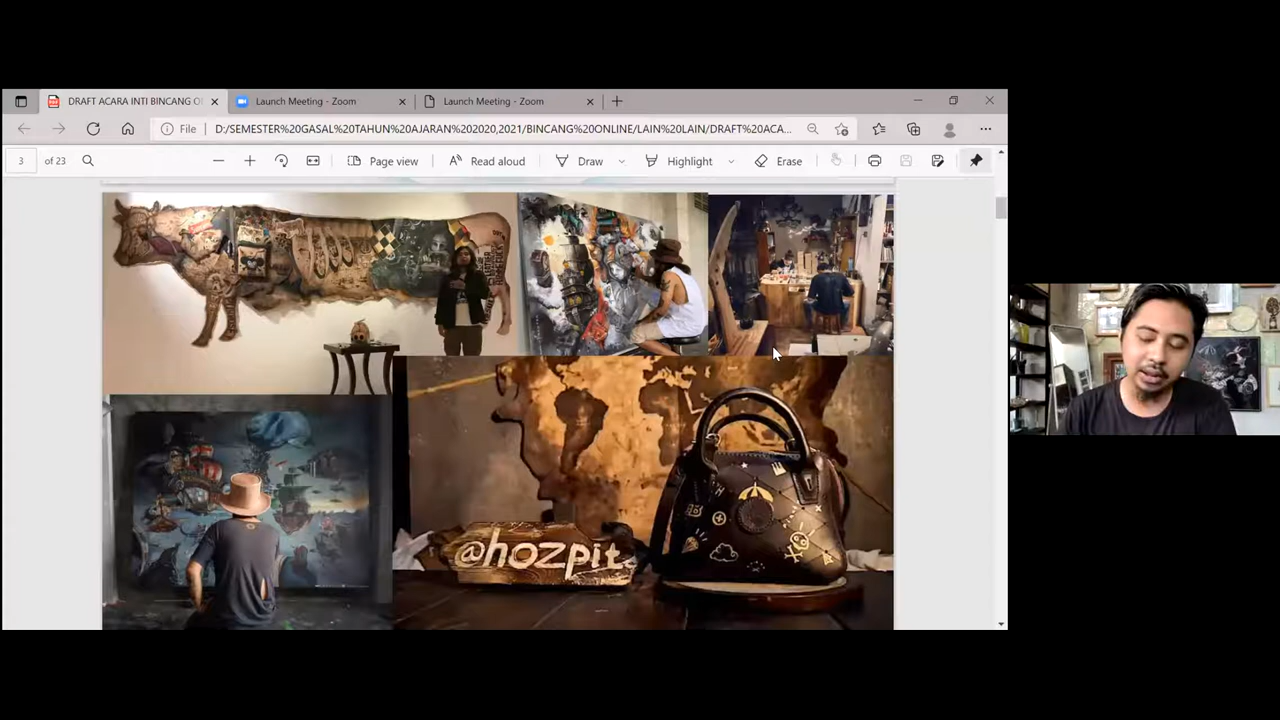 DRAFT ACARA INTI BINCANG O
Launch Meeting - Zoom
Launch Meeting - Zoom
File
D:/SEMESTER%20GASAL%20TAHUN%20AJARAN%202020,2021/BINCANG%20ONLINE/LAIN%20LAIN/DRAFT%20ACA...
3 of 23
Page view
Read aloud
Draw
Highlight
Erase
@hozpit